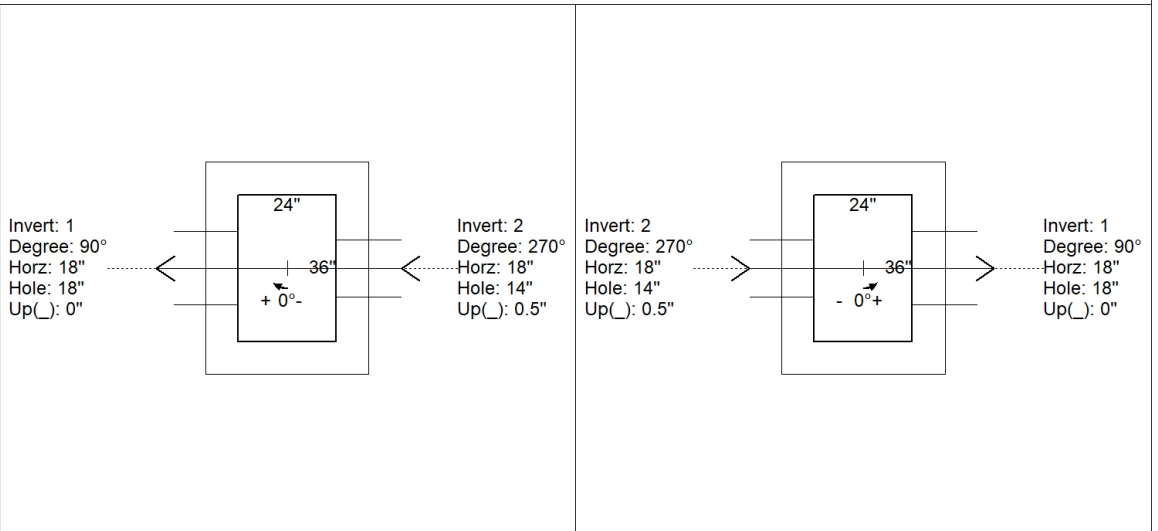 24"
Invert: 1
Degree: 90°
Horz: 18"
Hole: 18"
Up(_): 0"
36"
+ 0°-
Invert: 2
Degree: 270°
Horz: 18"
Hole: 14"
Up(_): 0.5"
24"
Invert: 2
Degree: 270°
Horz: 18"
Hole: 14"
Up(_): 0.5"
36"
- 0°+
Invert: 1
Degree: 90°
Horz: 18"
Hole: 18"
Up(_): 0"